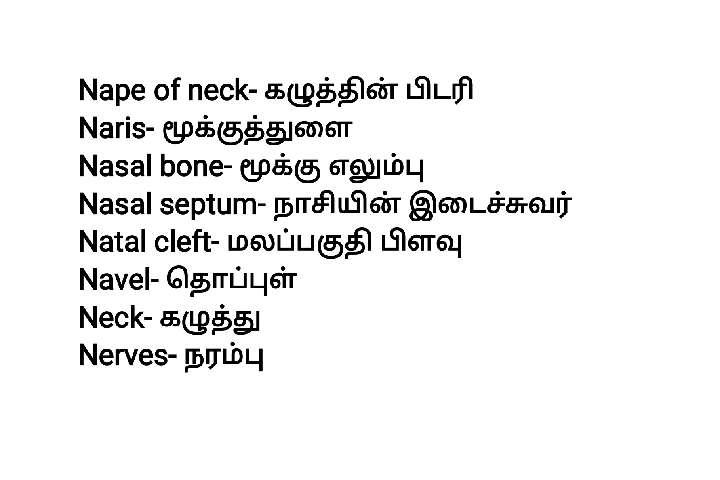 Nape of neck- கழுத்தின் பிடரி
Naris- மூக்குத்துளை
Nasal bone- மூக்கு எலும்பு
Nasal septum- நாசியின் இடைச்சுவர்
Natal cleft- மலப்பகுதி பிளவு
Navel- தொப்புள்
Neck- கழுத்து
Nerves- நரம்பு